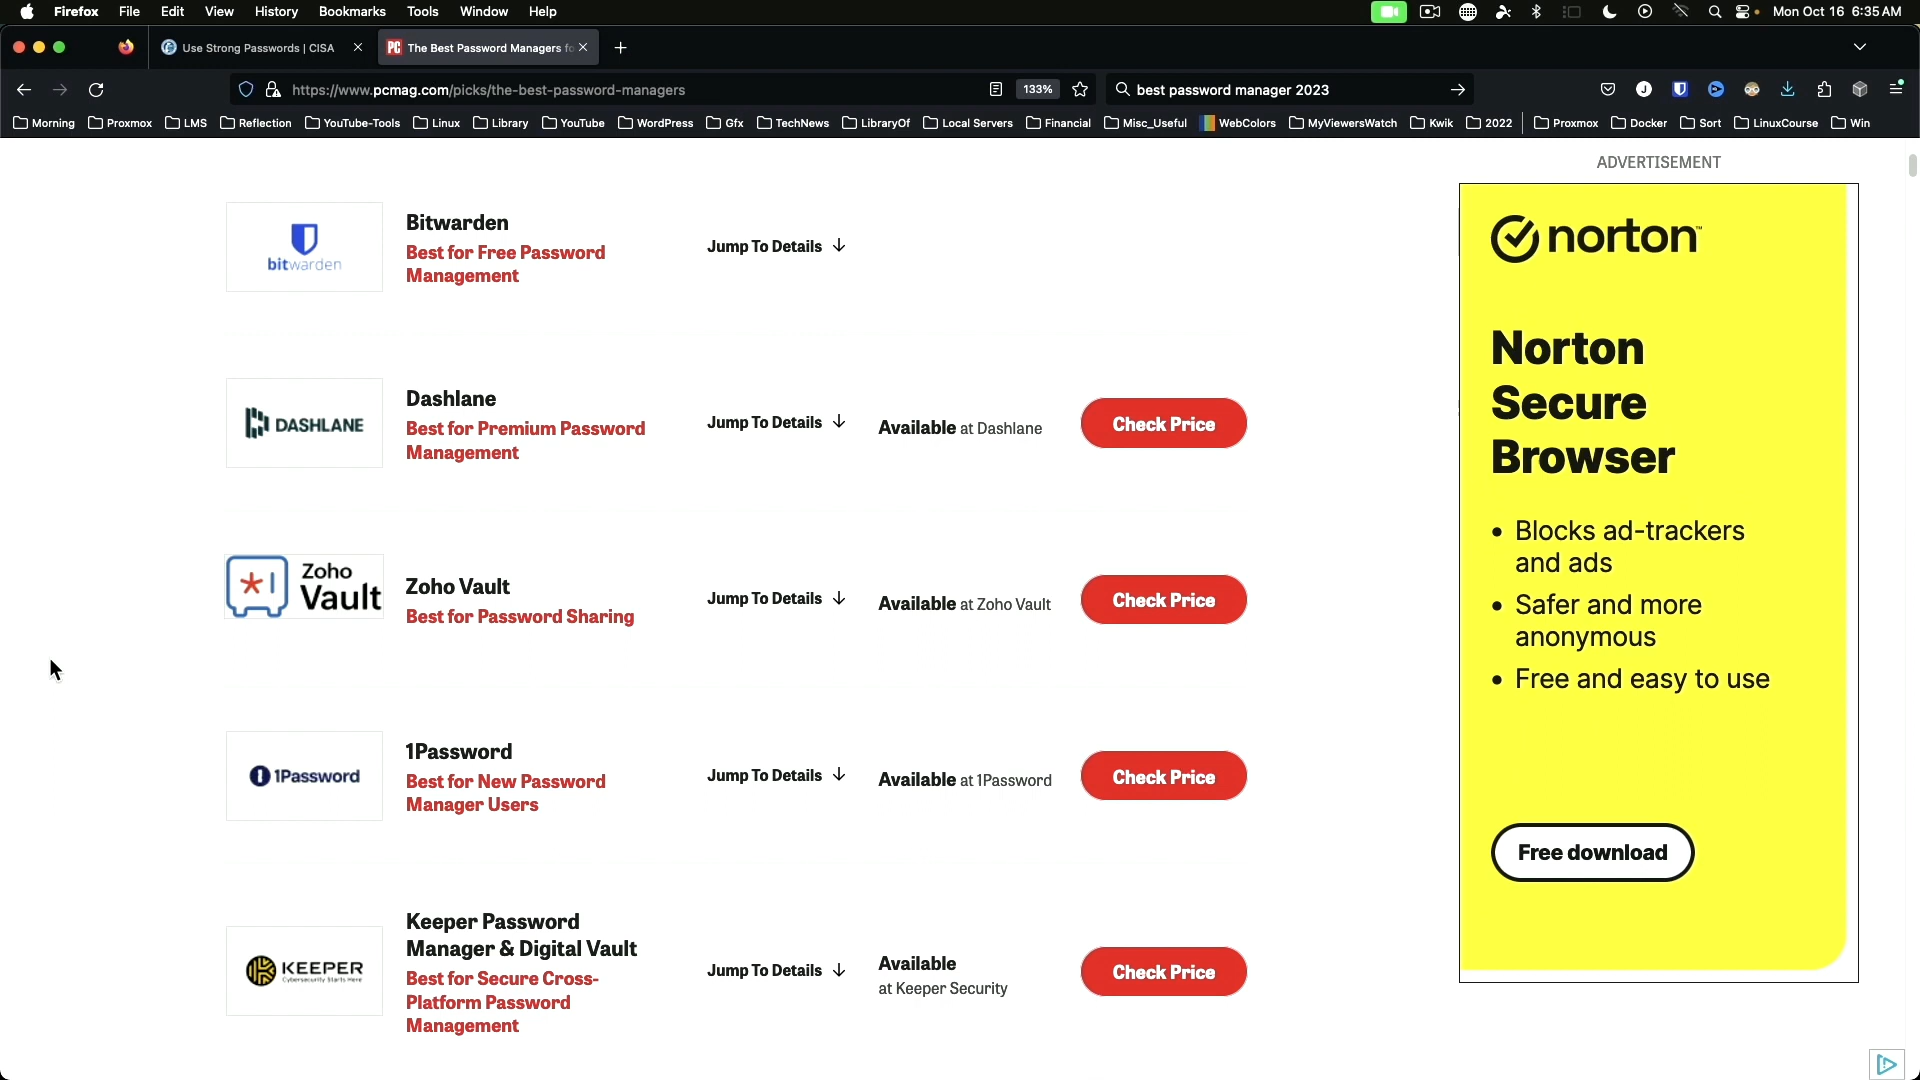 Firefox File Edit View History Bookmarks Tools Window Help Mon Oct 16 6:35 AM
Use Strong Passwords | CISA The Best Password Managers fo
https://www.pcmag.com/picks/the-best-password-managers 133% best password manager 2023
Morning Proxmox LMS Reflection YouTube-Tools Linux Library YouTube WordPress Gfx TechNews LibraryOf Local Servers Financial Misc_Useful WebColors MyViewersWatch Kwik 2022 Proxmox Docker Sort LinuxCourse Win
ADVERTISEMENT
bitwarden
Bitwarden
Best for Free Password
Management
Jump To Details
DASHLANE
Dashlane
Best for Premium Password
Management
Jump To Details
Available at Dashlane
Check Price
Zoho
Vault
Zoho Vault
Best for Password Sharing
Jump To Details
Available at Zoho Vault
Check Price
1Password
1Password
Best for New Password
Manager Users
Jump To Details
Available at 1Password
Check Price
KEEPER
Cybersecurity Starts Here
Keeper Password
Manager & Digital Vault
Best for Secure Cross-
Platform Password
Management
Jump To Details
Available
at Keeper Security
Check Price
norton™
Norton
Secure
Browser
• Blocks ad-trackers
and ads
• Safer and more
anonymous
• Free and easy to use
Free download